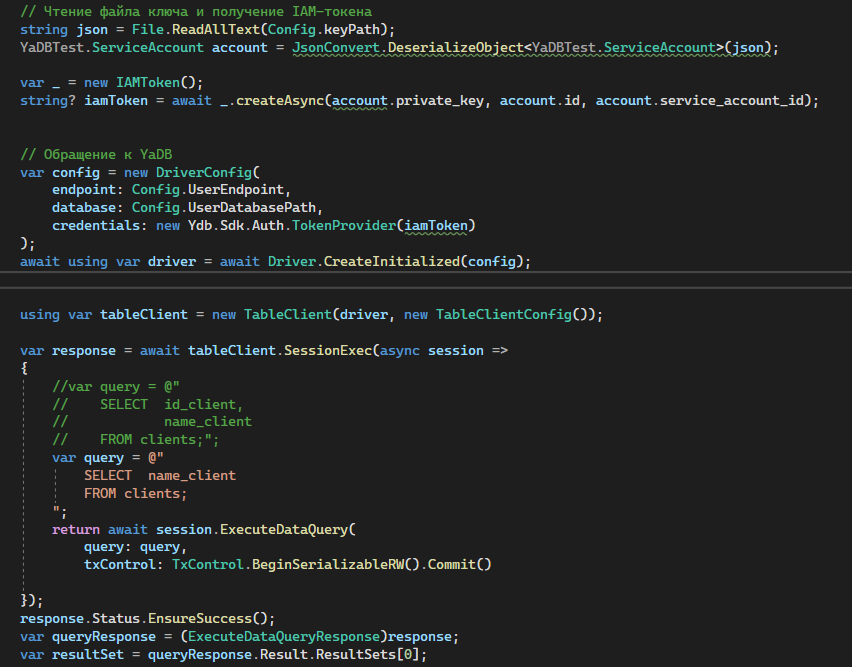 // Чтение файла ключа и получение IAM-токена
string json = File.ReadAllText(Config.keyPath);
YaDBTest.ServiceAccount account = JsonConvert.DeserializeObject<YaDBTest.ServiceAccount>(json);
var _ = new IAMToken();
string? iamToken = await _.createAsync(account.private_key, account.id, account.service_account_id);
// Обращение к YaDB
var config = new DriverConfig(
    endpoint: Config.UserEndpoint,
    database: Config.UserDatabasePath,
    credentials: new Ydb.Sdk.Auth.TokenProvider(iamToken)
);
await using var driver = await Driver.CreateInitialized(config);
using var tableClient = new TableClient(driver, new TableClientConfig());
var response = await tableClient.SessionExec(async session =>
{
    //var query = @"
    //    SELECT  id_client,
    //            name_client
    //    FROM clients;";
    var query = @"
        SELECT  name_client
        FROM clients;
    ";
    return await session.ExecuteDataQuery(
        query: query,
        txControl: TxControl.BeginSerializableRW().Commit()
});
response.Status.EnsureSuccess();
var queryResponse = (ExecuteDataQueryResponse)response;
var resultSet = queryResponse.Result.ResultSets[0];